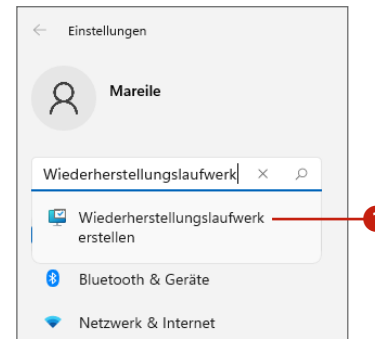 Einstellungen
Mareile
Wiederherstellungslaufwerk
Wiederherstellungslaufwerk
erstellen
Bluetooth & Geräte
Netzwerk & Internet